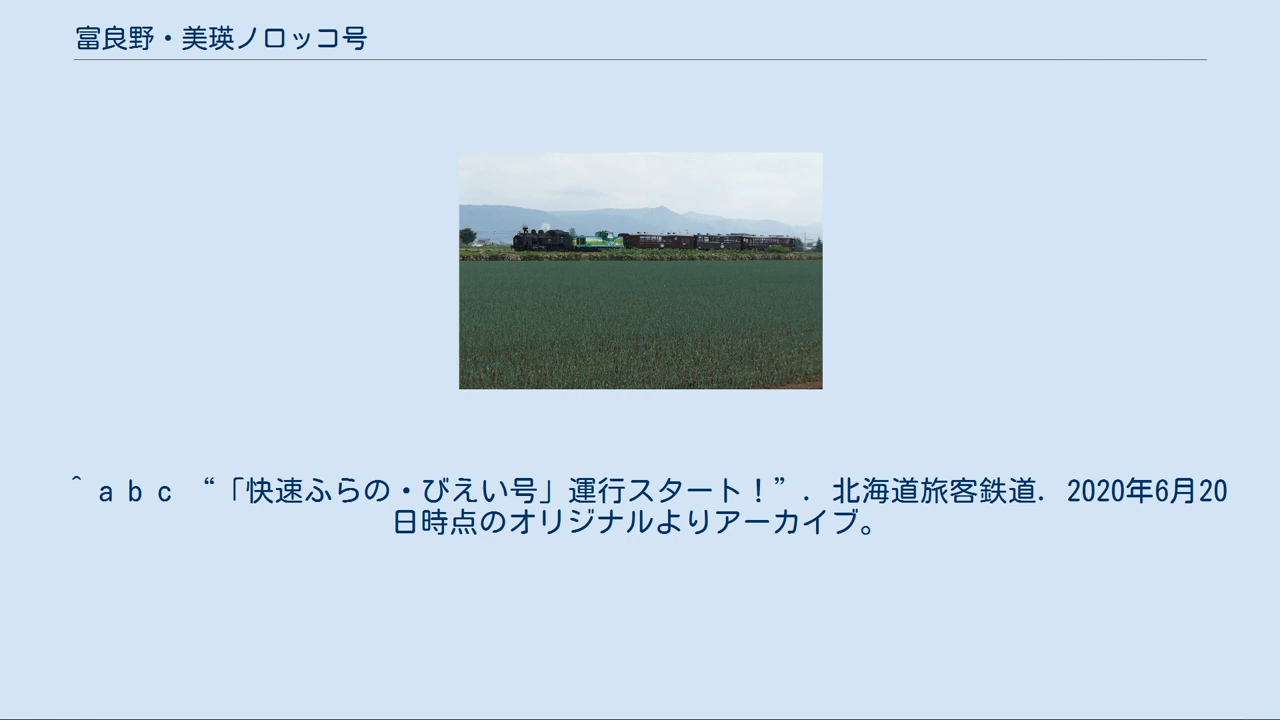 富良野・美瑛ノロッコ号
^ a b c “「快速ふらの・びえい号」運行スタート！”. 北海道旅客鉄道. 2020年6月20
日時点のオリジナルよりアーカイブ。